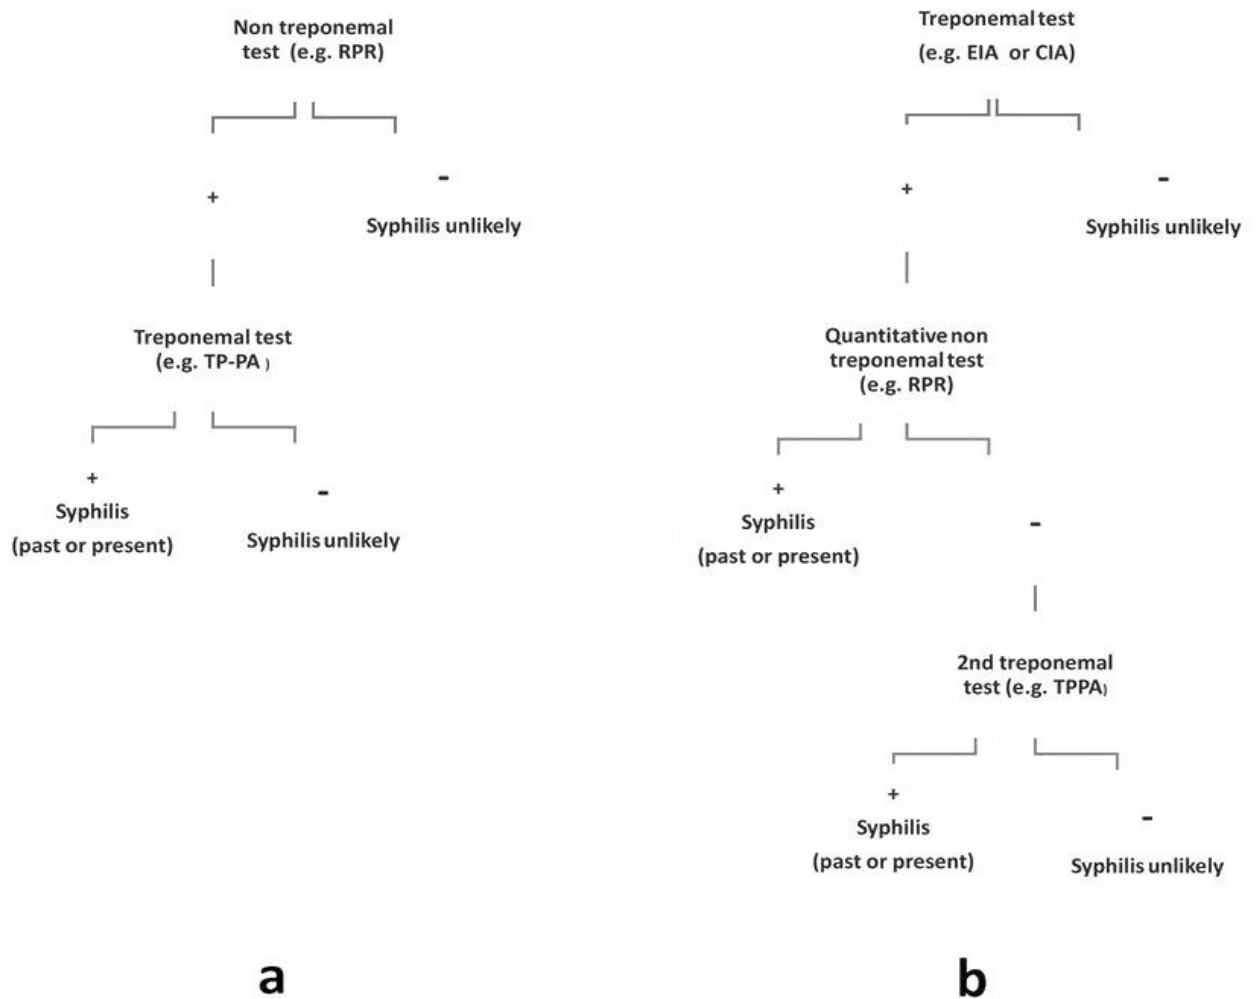 Non treponemal
test (e.g. RPR)
+
-
Syphilis unlikely
Treponemal test
(e.g. TP-PA )
+
Syphilis
(past or present)
-
Syphilis unlikely
a
Treponemal test
(e.g. EIA or CIA)
+
-
Syphilis unlikely
Quantitative non
treponemal test
(e.g. RPR)
+
Syphilis
(past or present)
-
2nd treponemal
test (e.g. TPPA)
+
Syphilis
(past or present)
-
Syphilis unlikely
b